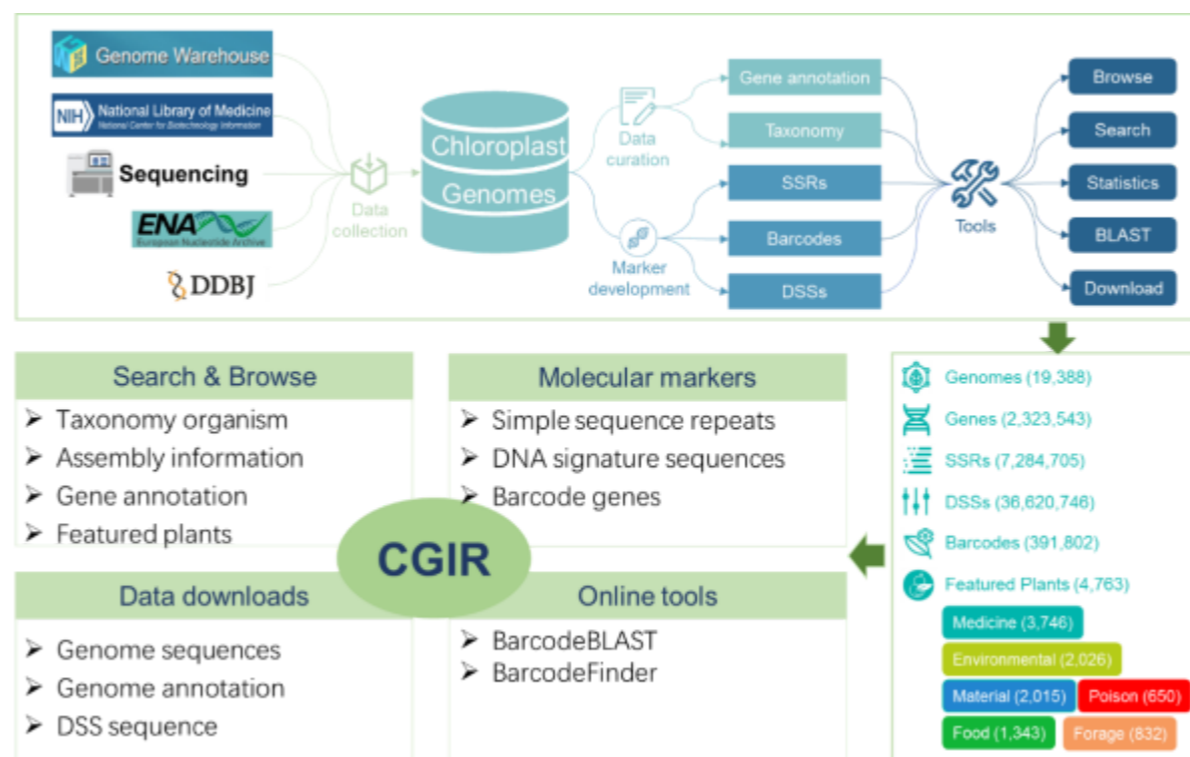 Genome Warehouse
NIH National Library of Medicine
National Center for Biotechnology Information
Sequencing
ENA
European Nucleotide Archive
DDBJ
Data
collection
Chloroplast
Genomes
Data
curation
Marker
development
Gene annotation
Taxonomy
SSRs
Barcodes
DSSs
Tools
Browse
Search
Statistics
BLAST
Download
Search & Browse
➢ Taxonomy organism
➢ Assembly information
➢ Gene annotation
➢ Featured plants
Molecular markers
➢ Simple sequence repeats
➢ DNA signature sequences
➢ Barcode genes
CGIR
Data downloads
➢ Genome sequences
➢ Genome annotation
➢ DSS sequence
Online tools
➢ BarcodeBLAST
➢ BarcodeFinder
Genomes (19,388)
Genes (2,323,543)
SSRs (7,284,705)
DSSs (36,620,746)
Barcodes (391,802)
Featured Plants (4,763)
Medicine (3,746)
Environmental (2,026)
Material (2,015) Poison (650)
Food (1,343) Forage (832)